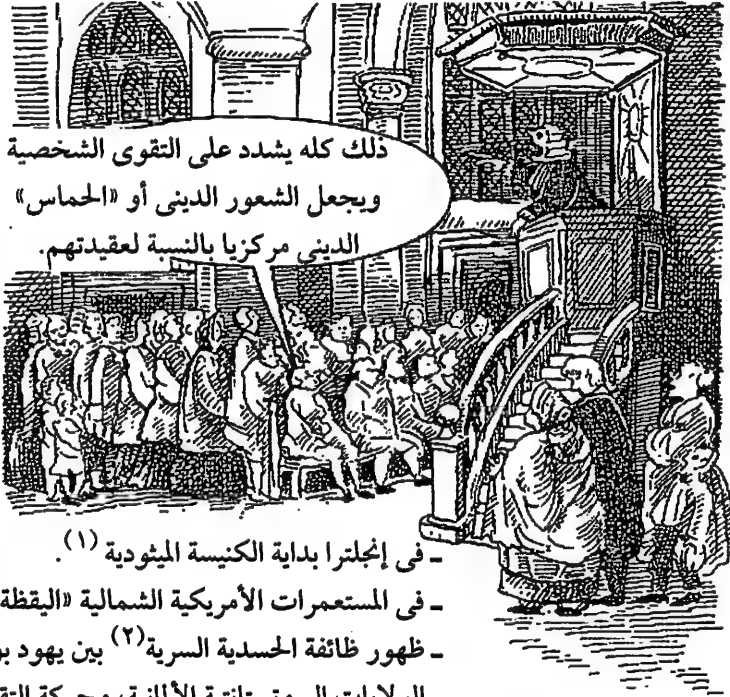 ذلك كله يشدد على التقوى الشخصية
ويجعل الشعور الدينى أو «الحماس»
الدينى مركزيا بالنسبة لعقيدتهم.
ـ فى إنجلترا بداية الكنيسة الميثودية (١).
ـ فى المستعمرات الأمريكية الشمالية «اليقظة
ـ ظهور طائفة الحسدية السرية(٢) بين يهود